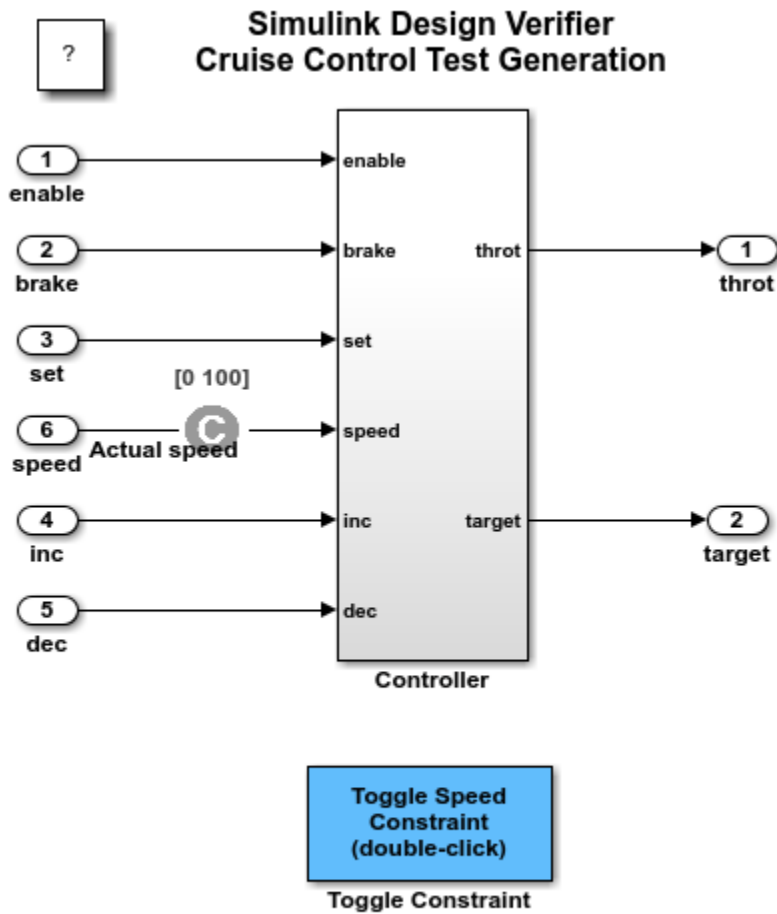 Simulink Design Verifier
Cruise Control Test Generation
?
1
enable
enable
2
brake
brake
throt
1
throt
3
set
set
[0 100]
6
speed
Actual speed
C
speed
4
inc
inc
target
2
target
5
dec
dec
Controller
Toggle Speed
Constraint
(double-click)
Toggle Constraint